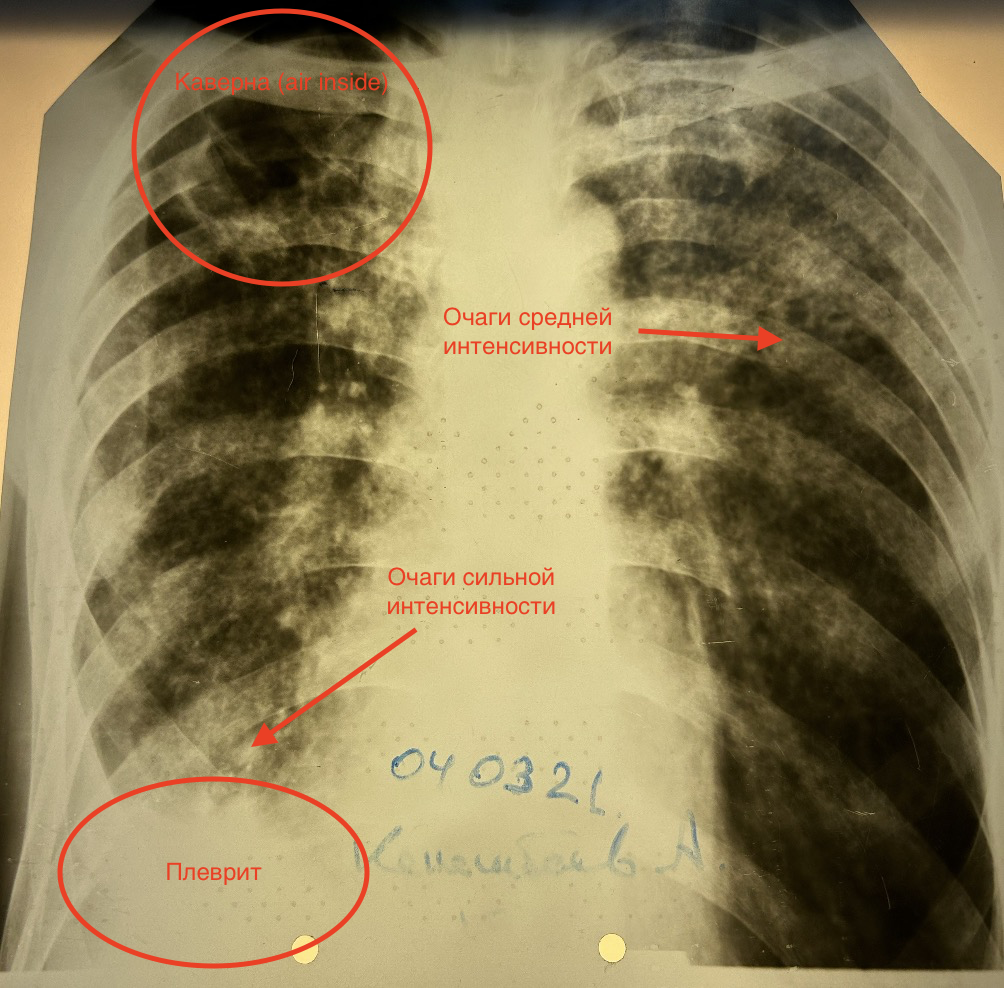 Каверна (air inside)
Очаги средней
интенсивности
Очаги сильной
интенсивности
040321.
А.
Плеврит